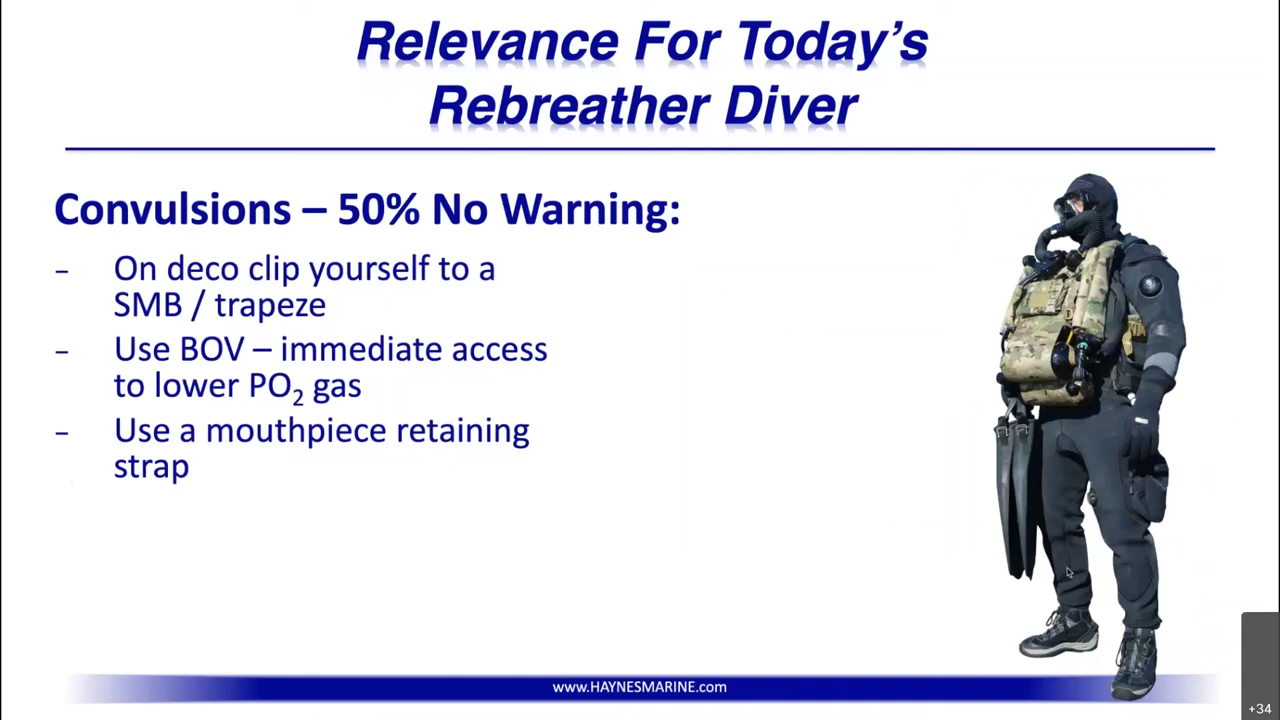 Relevance For Today’s
Rebreather Diver
Convulsions – 50% No Warning:
– On deco clip yourself to a
SMB / trapeze
– Use BOV – immediate access
to lower PO₂ gas
– Use a mouthpiece retaining
strap
www.HAYNESMARINE.com
+34